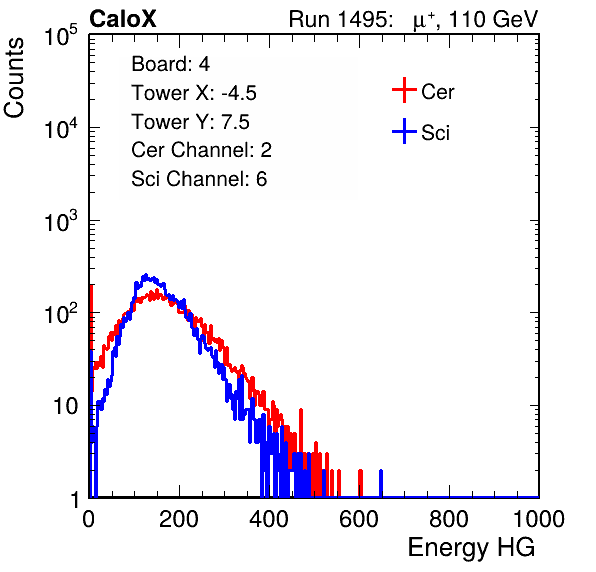 CaloX Run 1495: μ⁺, 110 GeV
Counts
10⁵
10⁴
10³
10²
10
1
Board: 4
Tower X: -4.5
Tower Y: 7.5
Cer Channel: 2
Sci Channel: 6
Cer
Sci
0 200 400 600 800 1000
Energy HG